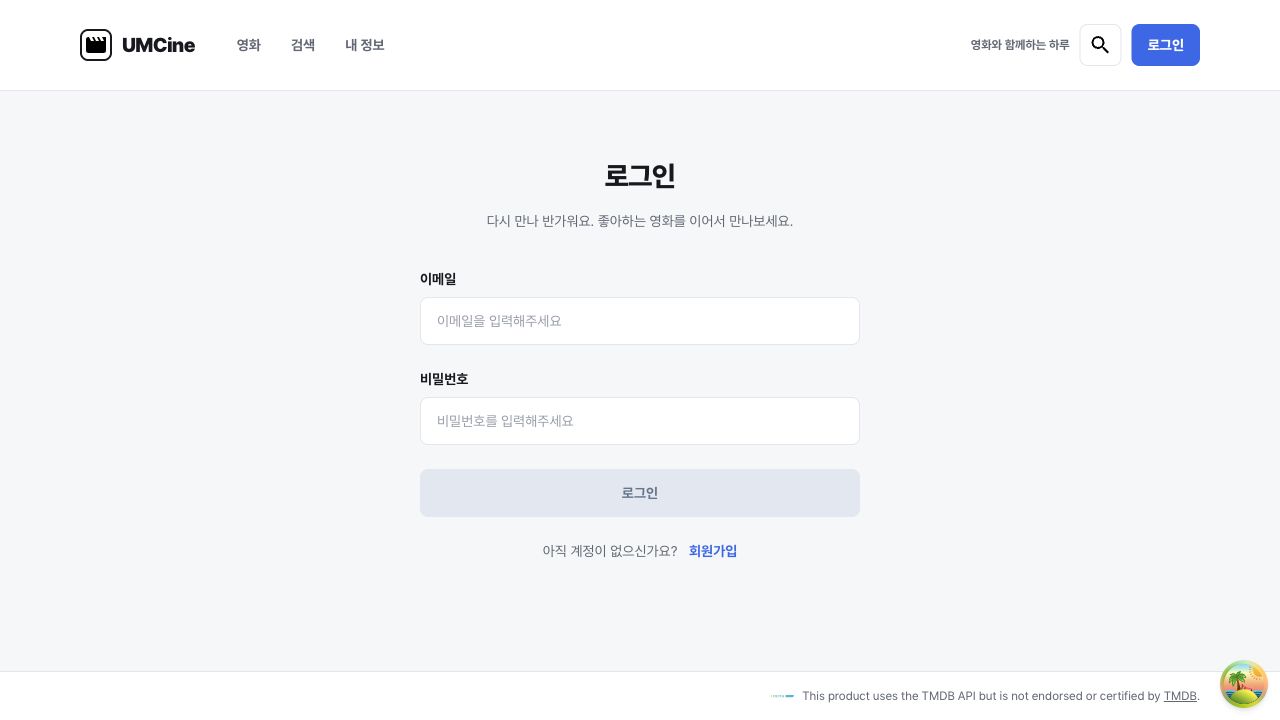 UMCine
영화
검색
내 정보
영화와 함께하는 하루
로그인
로그인
다시 만나 반가워요. 좋아하는 영화를 이어서 만나보세요.
이메일
이메일을 입력해주세요
비밀번호
비밀번호를 입력해주세요
로그인
아직 계정이 없으신가요? 회원가입
This product uses the TMDB API but is not endorsed or certified by TMDB.